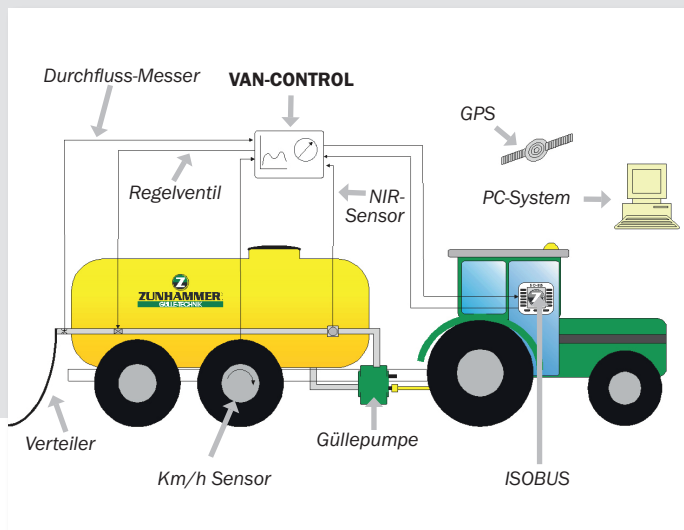 Durchfluss-Messer
VAN-CONTROL
GPS
Regelventil
NIR-
Sensor
PC-System
ZUNHAMMER
GÜLLETECHNIK
Verteiler
Km/h Sensor
Güllepumpe
ISOBUS